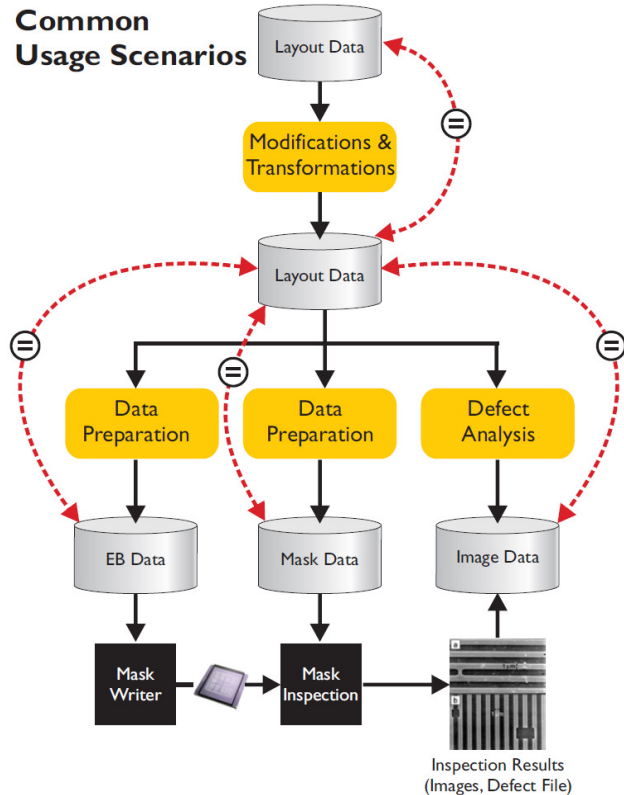 Common
Usage Scenarios
Layout Data
=
Modifications &
Transformations
Layout Data
=
=
=
Data
Preparation
Data
Preparation
Defect
Analysis
EB Data
Mask Data
Image Data
Mask
Writer
Mask
Inspection
a
b
Inspection Results
(Images, Defect File)